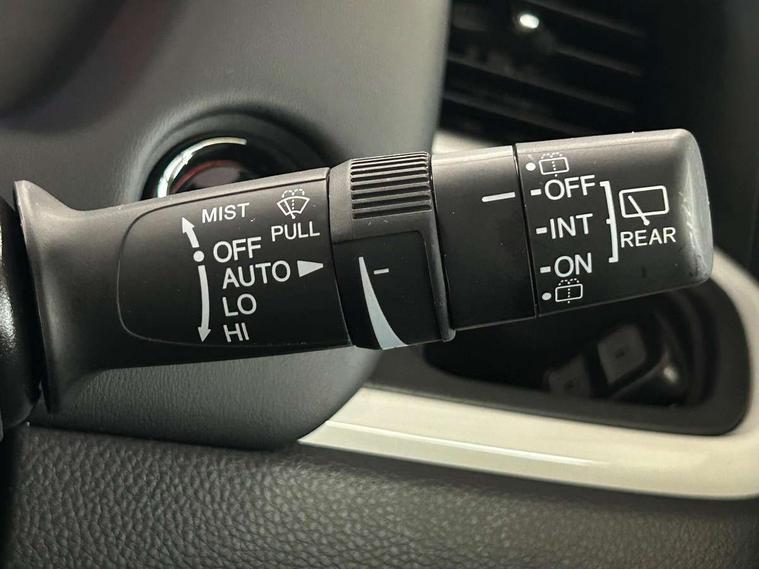 MIST
PULL
OFF
AUTO
LO
HI
OFF
INT
ON
REAR